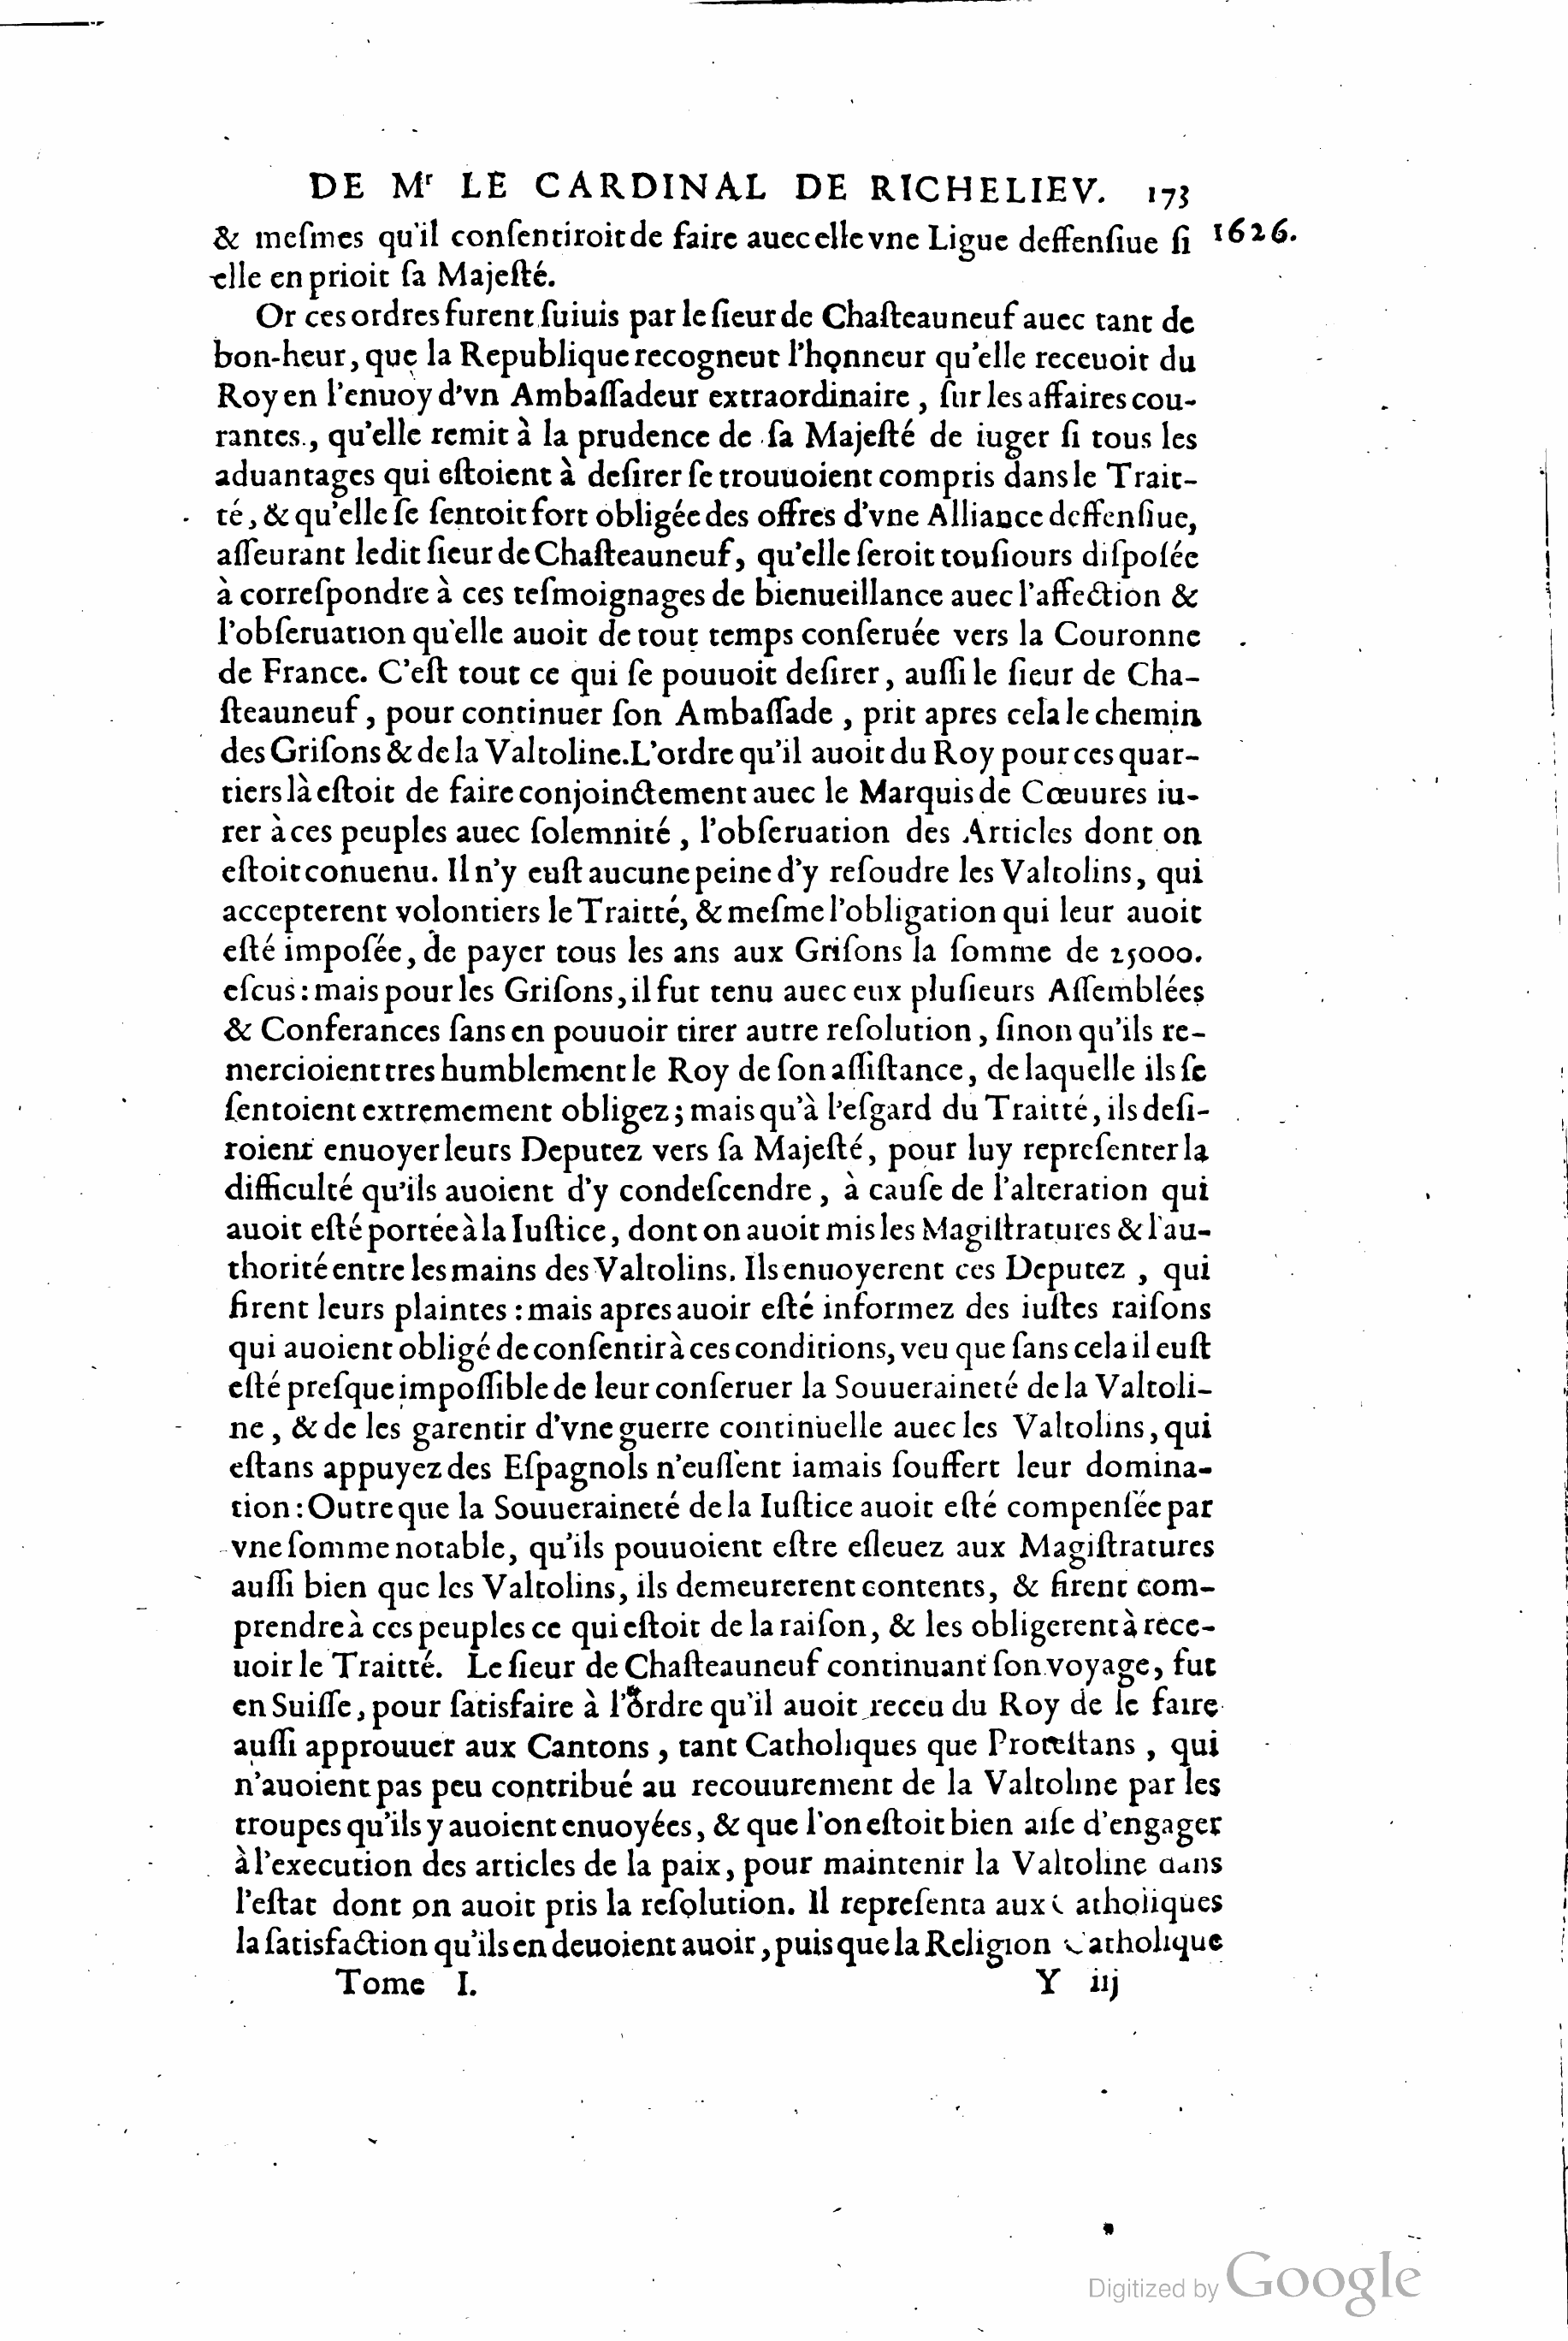 DE Mʳ LE CARDINAL DE RICHELIEV. 173
& meſmes qu'il conſentiroit de faire auec elle vne Ligue deffenſiue ſi 1626.
elle en prioit ſa Majeſté.
Or ces ordres furent ſuiuis par le ſieur de Chaſteauneuf auec tant de
bon-heur, que la Republique recogneut l'honneur qu'elle receuoit du
Roy en l'enuoy d'vn Ambaſſadeur extraordinaire, ſur les affaires cou-
rantes., qu'elle remit à la prudence de ſa Majeſté de iuger ſi tous les
aduantages qui eſtoient à deſirer ſe trouuoient compris dans le Trait-
té, & qu'elle ſe ſentoit fort obligée des offres d'vne Alliance deffenſiue,
aſſeurant ledit ſieur de Chaſteauneuf, qu'elle ſeroit touſiours diſpoſée
à correſpondre à ces teſmoignages de bienueillance auec l'affection &
l'obſeruation qu'elle auoit de tout temps conſeruée vers la Couronne
de France. C'eſt tout ce qui ſe pouuoit deſirer, auſſi le ſieur de Cha-
ſteauneuf, pour continuer ſon Ambaſſade, prit apres cela le chemin
des Griſons & de la Valtoline. L'ordre qu'il auoit du Roy pour ces quar-
tiers là eſtoit de faire conjoinctement auec le Marquis de Cœuures iu-
rer à ces peuples auec ſolemnité, l'obſeruation des Articles dont on
eſtoit conuenu. Il n'y euſt aucune peine d'y reſoudre les Valtolins, qui
accepterent volontiers le Traitté, & meſme l'obligation qui leur auoit
eſté impoſée, de payer tous les ans aux Griſons la ſomme de 25000.
eſcus : mais pour les Griſons, il fut tenu auec eux pluſieurs Aſſemblées
& Conferances ſans en pouuoir tirer autre reſolution, ſinon qu'ils re-
mercioient tres humblement le Roy de ſon aſſiſtance, de laquelle ils ſe
ſentoient extremement obligez; mais qu'à l'eſgard du Traitté, ils deſi-
roient enuoyer leurs Deputez vers ſa Majeſté, pour luy repreſenter la
difficulté qu'ils auoient d'y condeſcendre, à cauſe de l'alteration qui
auoit eſté portée à la Iuſtice, dont on auoit mis les Magiſtratures & l'au-
thorité entre les mains des Valtolins. Ils enuoyerent ces Deputez, qui
firent leurs plaintes : mais apres auoir eſté informez des iuſtes raiſons
qui auoient obligé de conſentir à ces conditions, veu que ſans cela il euſt
eſté preſque impoſſible de leur conſeruer la Souueraineté de la Valtoli-
ne, & de les garentir d'vne guerre continuelle auec les Valtolins, qui
eſtans appuyez des Eſpagnols n'euſſent iamais ſouffert leur domina-
tion : Outre que la Souueraineté de la Iuſtice auoit eſté compenſée par
vne ſomme notable, qu'ils pouuoient eſtre eſleuez aux Magiſtratures
auſſi bien que les Valtolins, ils demeurerent contents, & firent com-
prendre à ces peuples ce qui eſtoit de la raiſon, & les obligerent à rece-
uoir le Traitté. Le ſieur de Chaſteauneuf continuant ſon voyage, fut
en Suiſſe, pour ſatisfaire à l'Ordre qu'il auoit receu du Roy de le faire
auſſi approuuer aux Cantons, tant Catholiques que Proteſtans, qui
n'auoient pas peu contribué au recouurement de la Valtoline par les
troupes qu'ils y auoient enuoyées, & que l'on eſtoit bien aiſe d'engager
à l'execution des articles de la paix, pour maintenir la Valtoline dans
l'eſtat dont on auoit pris la reſolution. Il repreſenta aux Catholiques
la ſatisfaction qu'ils en deuoient auoir, puis que la Religion Catholique
Tome I. Y iij
Digitized by Google